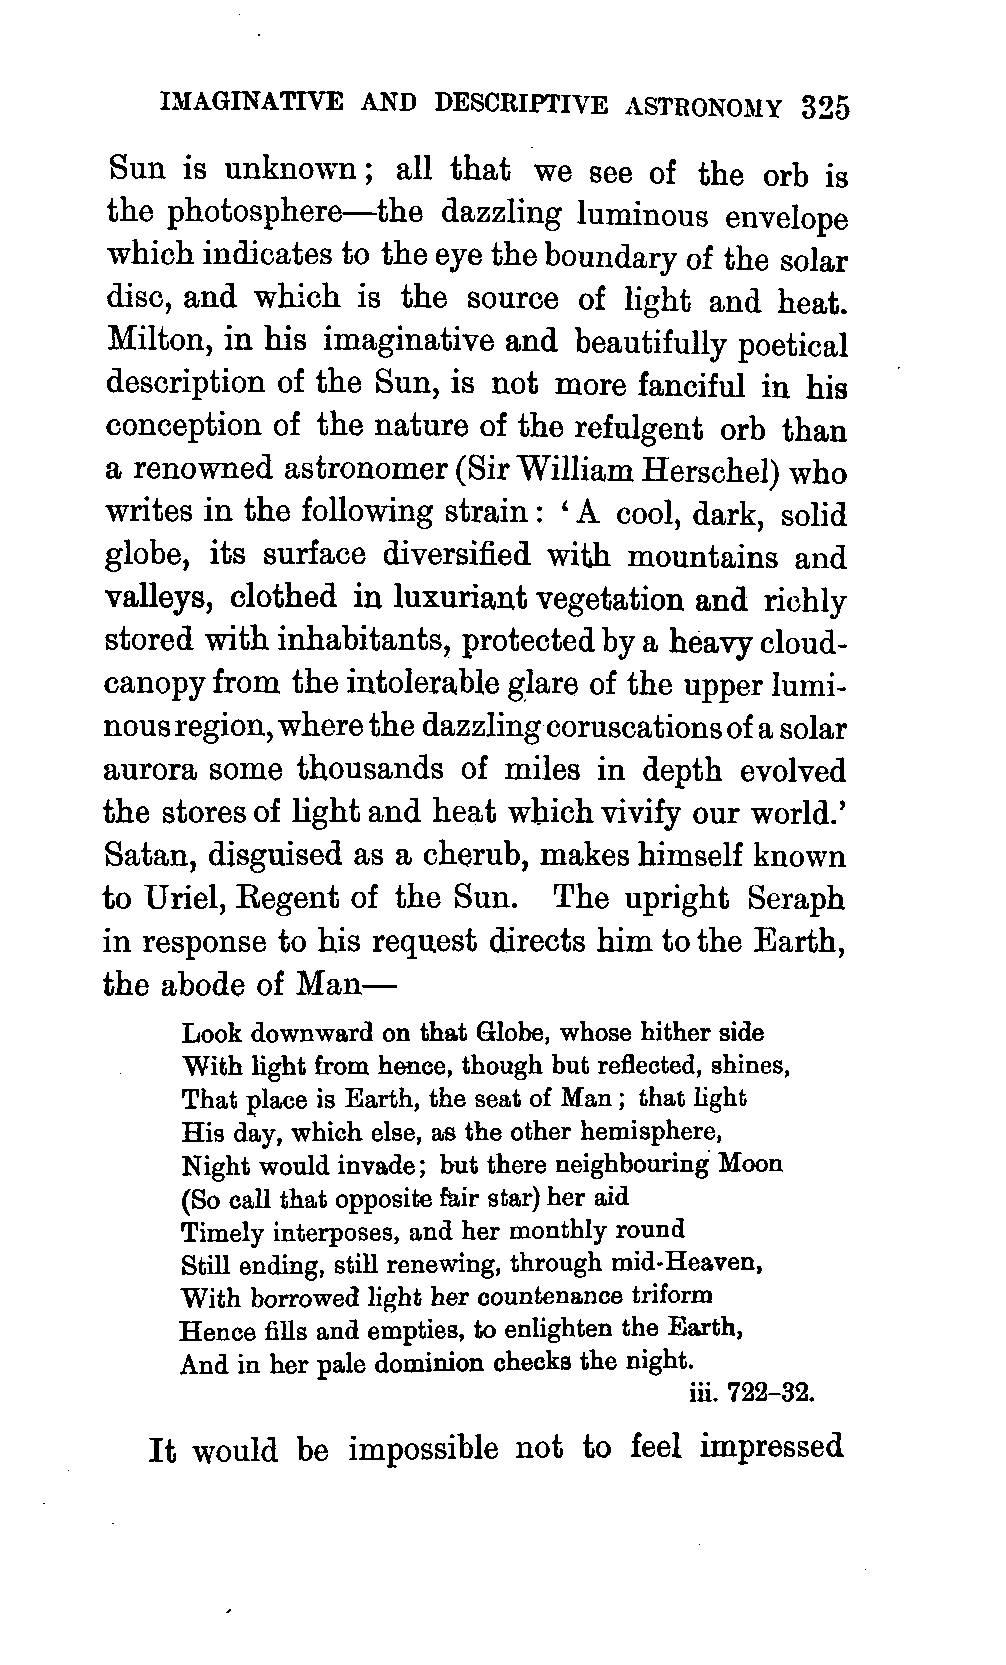 IMAGINATIVE AND DESCRIPTIVE ASTRONOMY 325
Sun is unknown; all that we see of the orb is
the photosphere—the dazzling luminous envelope
which indicates to the eye the boundary of the solar
disc, and which is the source of light and heat.
Milton, in his imaginative and beautifully poetical
description of the Sun, is not more fanciful in his
conception of the nature of the refulgent orb than
a renowned astronomer (Sir William Herschel) who
writes in the following strain: ‘A cool, dark, solid
globe, its surface diversified with mountains and
valleys, clothed in luxuriant vegetation and richly
stored with inhabitants, protected by a heavy cloud-
canopy from the intolerable glare of the upper lumi-
nous region, where the dazzling coruscations of a solar
aurora some thousands of miles in depth evolved
the stores of light and heat which vivify our world.’
Satan, disguised as a cherub, makes himself known
to Uriel, Regent of the Sun. The upright Seraph
in response to his request directs him to the Earth,
the abode of Man—
Look downward on that Globe, whose hither side
With light from hence, though but reflected, shines,
That place is Earth, the seat of Man; that light
His day, which else, as the other hemisphere,
Night would invade; but there neighbouring Moon
(So call that opposite fair star) her aid
Timely interposes, and her monthly round
Still ending, still renewing, through mid-Heaven,
With borrowed light her countenance triform
Hence fills and empties, to enlighten the Earth,
And in her pale dominion checks the night.
iii. 722–32.
It would be impossible not to feel impressed